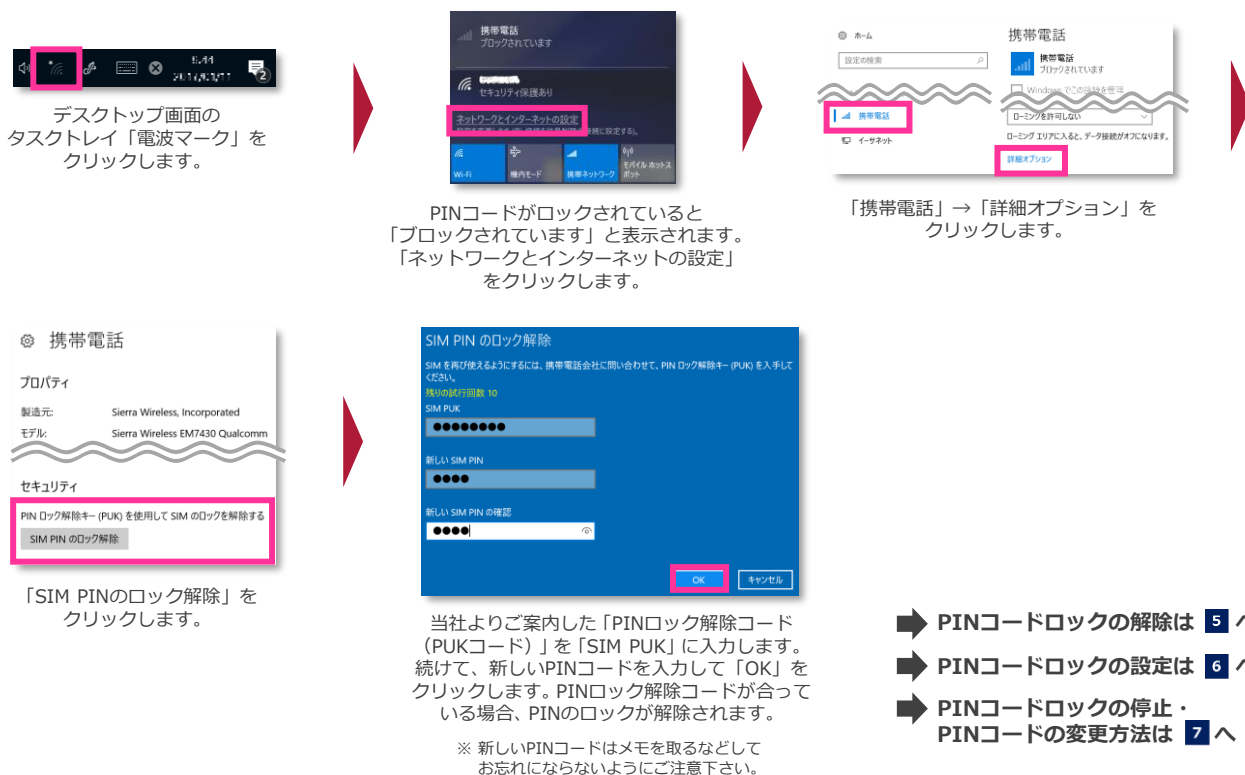 デスクトップ画面の
タスクトレイ「電波マーク」を
クリックします。
携帯電話
ブロックされています
セキュリティ保護あり
ネットワークとインターネットの設定
Wi-Fi
機内モード
携帯ネットワーク
モバイル ホットス
ポット
PINコードがロックされていると
「ブロックされています」と表示されます。
「ネットワークとインターネットの設定」
をクリックします。
ホーム
設定の検索
携帯電話
イーサネット
携帯電話
携帯電話
ブロックされています
Windows でこの接続を管理
ローミングを許可しない
ローミング エリアに入ると、データ接続がオフになります。
詳細オプション
「携帯電話」→「詳細オプション」を
クリックします。
携帯電話
プロパティ
製造元: Sierra Wireless, Incorporated
モデル: Sierra Wireless EM7430 Qualcomm
セキュリティ
PIN ロック解除キー (PUK) を使用して SIM のロックを解除する
SIM PIN のロック解除
「SIM PINのロック解除」を
クリックします。
SIM PIN のロック解除
SIM を再び使えるようにするには、携帯電話会社に問い合わせて、PIN ロック解除キー (PUK) を入手して
ください。
残りの試行回数 10
SIM PUK
●●●●●●●●
新しい SIM PIN
●●●●
新しい SIM PIN の確認
●●●●
OK
キャンセル
当社よりご案内した「PINロック解除コード
（PUKコード）」を「SIM PUK」に入力します。
続けて、新しいPINコードを入力して「OK」を
クリックします。PINロック解除コードが合って
いる場合、PINのロックが解除されます。
※ 新しいPINコードはメモを取るなどして
お忘れにならないようにご注意下さい。
PINコードロックの解除は 5 へ
PINコードロックの設定は 6 へ
PINコードロックの停止・
PINコードの変更方法は 7 へ